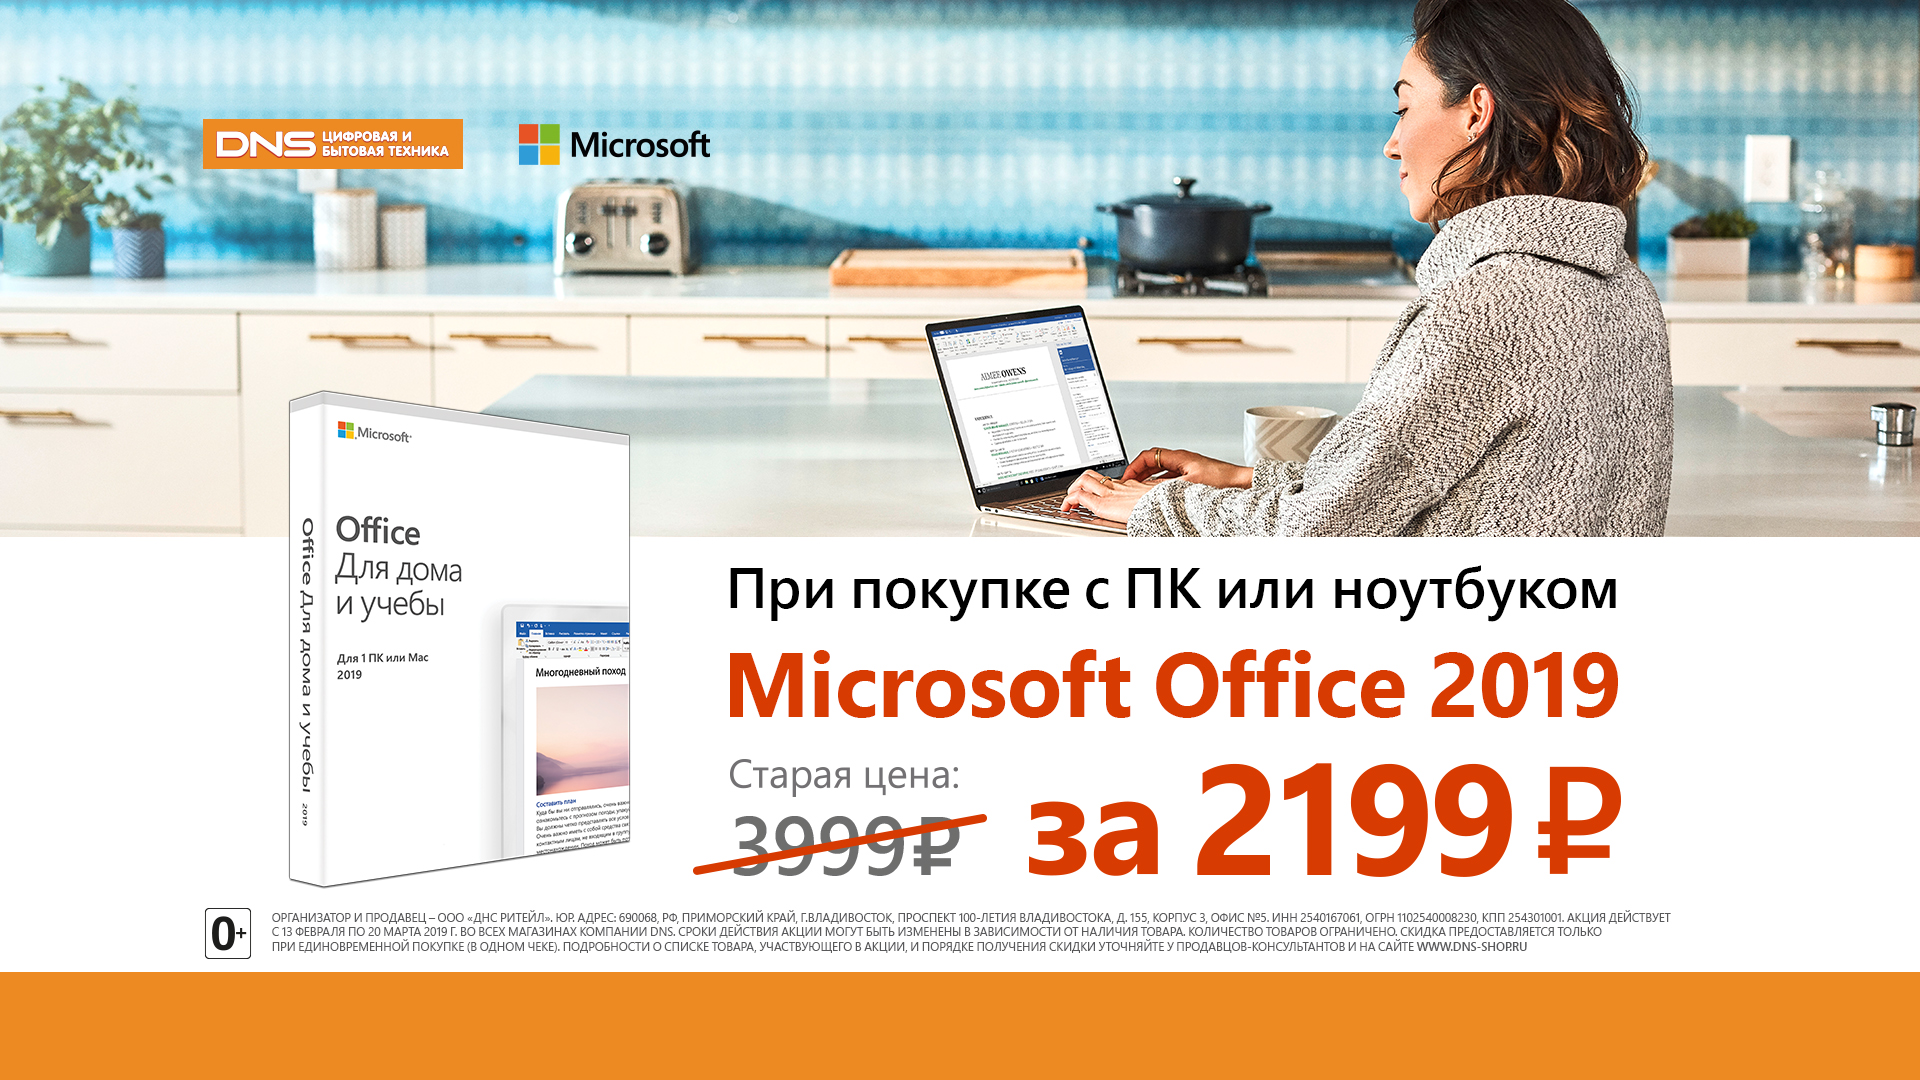 DNS ЦИФРОВАЯ И
БЫТОВАЯ ТЕХНИКА
Microsoft
AIMEE OWENS
Microsoft
Office
Для дома
и учебы
Для 1 ПК или Mac
2019
Office Для дома и учебы 2019
Многодневный поход
Составить план
При покупке с ПК или ноутбуком
Microsoft Office 2019
Старая цена:
3999 ₽
за 2199 ₽
0+
ОРГАНИЗАТОР И ПРОДАВЕЦ – ООО «ДНС РИТЕЙЛ». ЮР. АДРЕС: 690068, РФ, ПРИМОРСКИЙ КРАЙ, Г.ВЛАДИВОСТОК, ПРОСПЕКТ 100-ЛЕТИЯ ВЛАДИВОСТОКА, Д. 155, КОРПУС 3, ОФИС №5. ИНН 2540167061, ОГРН 1102540008230, КПП 254301001. АКЦИЯ ДЕЙСТВУЕТ
С 13 ФЕВРАЛЯ ПО 20 МАРТА 2019 Г. ВО ВСЕХ МАГАЗИНАХ КОМПАНИИ DNS. СРОКИ ДЕЙСТВИЯ АКЦИИ МОГУТ БЫТЬ ИЗМЕНЕНЫ В ЗАВИСИМОСТИ ОТ НАЛИЧИЯ ТОВАРА. КОЛИЧЕСТВО ТОВАРОВ ОГРАНИЧЕНО. СКИДКА ПРЕДОСТАВЛЯЕТСЯ ТОЛЬКО
ПРИ ЕДИНОВРЕМЕННОЙ ПОКУПКЕ (В ОДНОМ ЧЕКЕ). ПОДРОБНОСТИ О СПИСКЕ ТОВАРА, УЧАСТВУЮЩЕГО В АКЦИИ, И ПОРЯДКЕ ПОЛУЧЕНИЯ СКИДКИ УТОЧНЯЙТЕ У ПРОДАВЦОВ-КОНСУЛЬТАНТОВ И НА САЙТЕ WWW.DNS-SHOP.RU